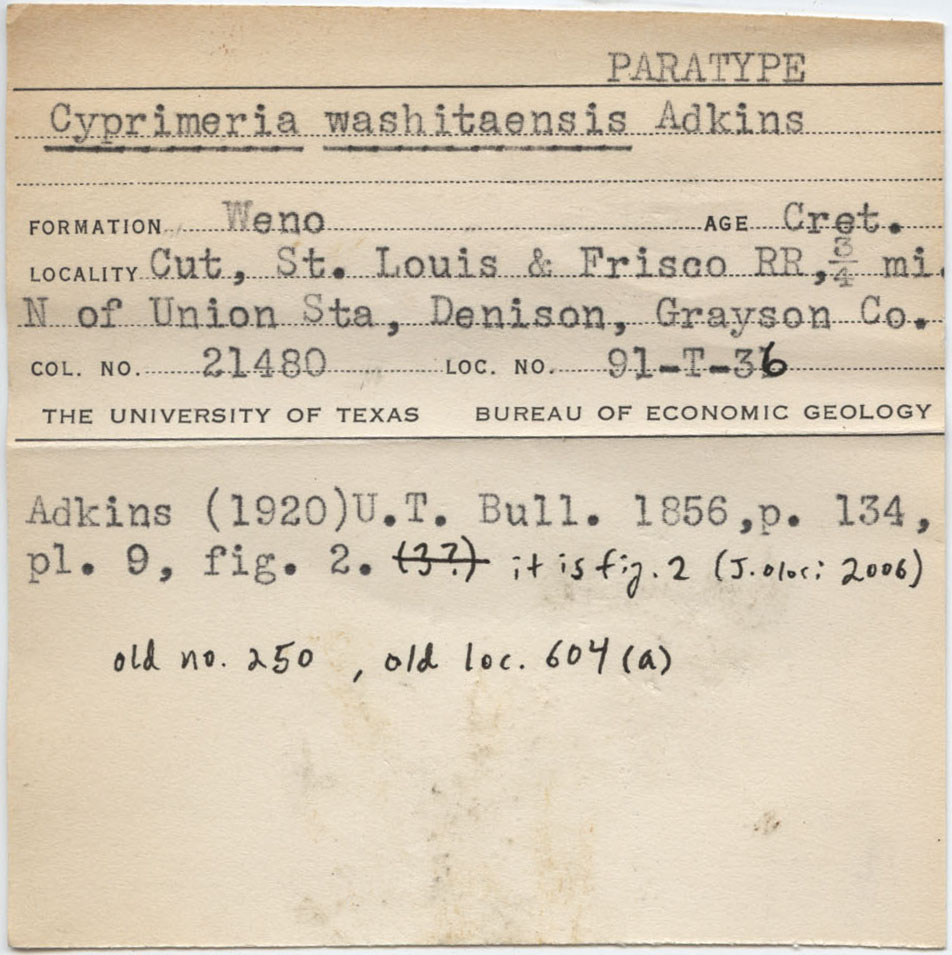 PARATYPE
Cyprimeria washitaensis Adkins
FORMATION Weno AGE Cret.
LOCALITY Cut, St. Louis & Frisco RR, 3/4 mi.
N of Union Sta, Denison, Grayson Co.
COL. NO. 21480 LOC. NO. 91-T-36
THE UNIVERSITY OF TEXAS BUREAU OF ECONOMIC GEOLOGY
Adkins (1920)U.T. Bull. 1856,p. 134,
pl. 9, fig. 2. (3?) it is fig. 2 (J. 2006)
old no. 250 , old loc. 604 (a)